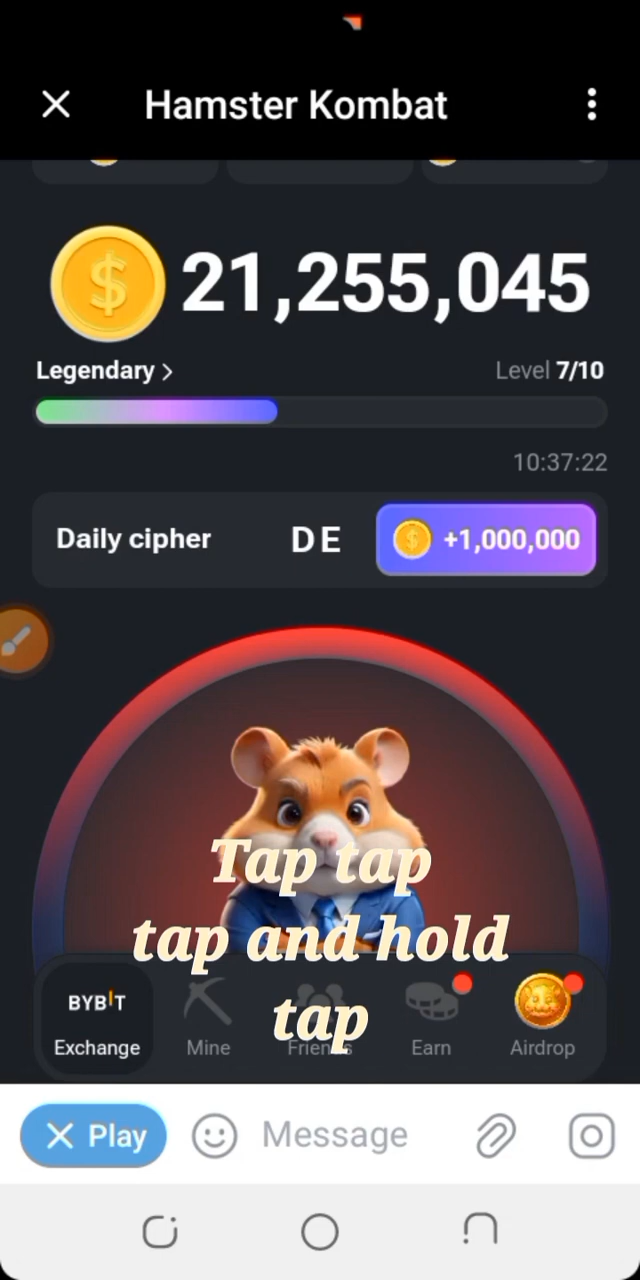 Hamster Kombat
21,255,045
Legendary >
Level 7/10
10:37:22
Daily cipher DE +1,000,000
Tap tap
tap and hold
tap
BYBIT
Exchange Mine Friends Earn Airdrop
Play Message